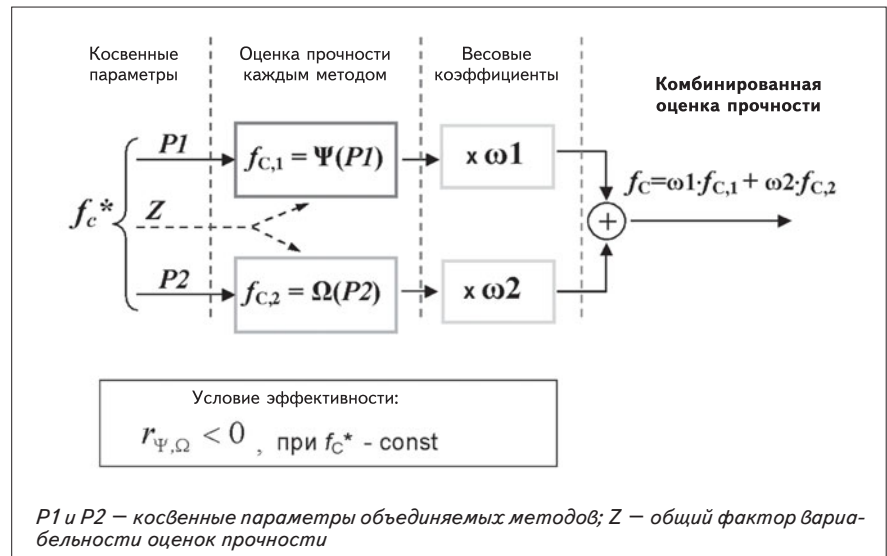 Косвенные
параметры
Оценка прочности
каждым методом
Весовые
коэффициенты
Комбинированная
оценка прочности
P1
f_C,1 = Ψ(P1)
x ω1
f_C=ω1·f_C,1 + ω2·f_C,2
f_c*
Z
+
P2
f_C,2 = Ω(P2)
x ω2
Условие эффективности:
r_Ψ,Ω < 0 , при f_C* - const
P1 и P2 — косвенные параметры объединяемых методов; Z — общий фактор вариа-
бельности оценок прочности